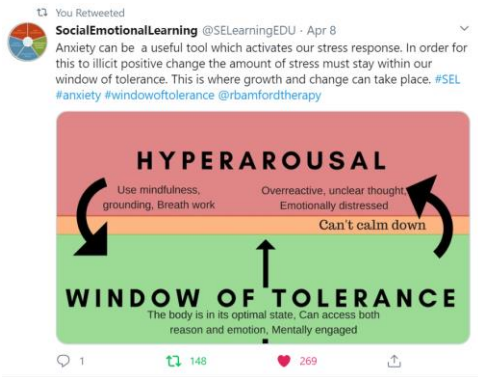 You Retweeted
SocialEmotionalLearning @SELearningEDU · Apr 8
Anxiety can be a useful tool which activates our stress response. In order for
this to illicit positive change the amount of stress must stay within our
window of tolerance. This is where growth and change can take place. #SEL
#anxiety #windowoftolerance @rbamfordtherapy
HYPERAROUSAL
Use mindfulness,
grounding, Breath work
Overreactive, unclear thought,
Emotionally distressed
Can't calm down
WINDOW OF TOLERANCE
The body is in its optimal state, Can access both
reason and emotion, Mentally engaged
1 148 269